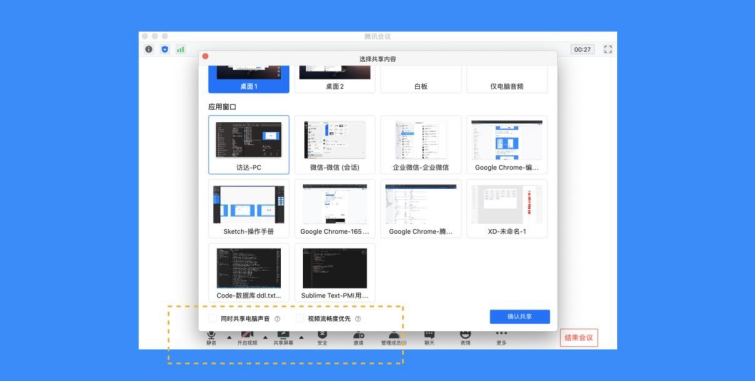 腾讯会议
00:27
选择共享内容
桌面1
桌面2
白板
仅电脑音频
应用窗口
访达-PC
微信-微信 (会话)
企业微信-企业微信
Google Chrome-编...
Sketch-操作手册
Google Chrome-165...
Google Chrome-腾...
XD-未命名-1
Code-数据库 ddl.txt...
Sublime Text-PMI 用...
同时共享电脑声音
视频流畅度优先
确认共享
静音
开启视频
共享屏幕
安全
邀请
管理成员
聊天
表情
更多
结束会议